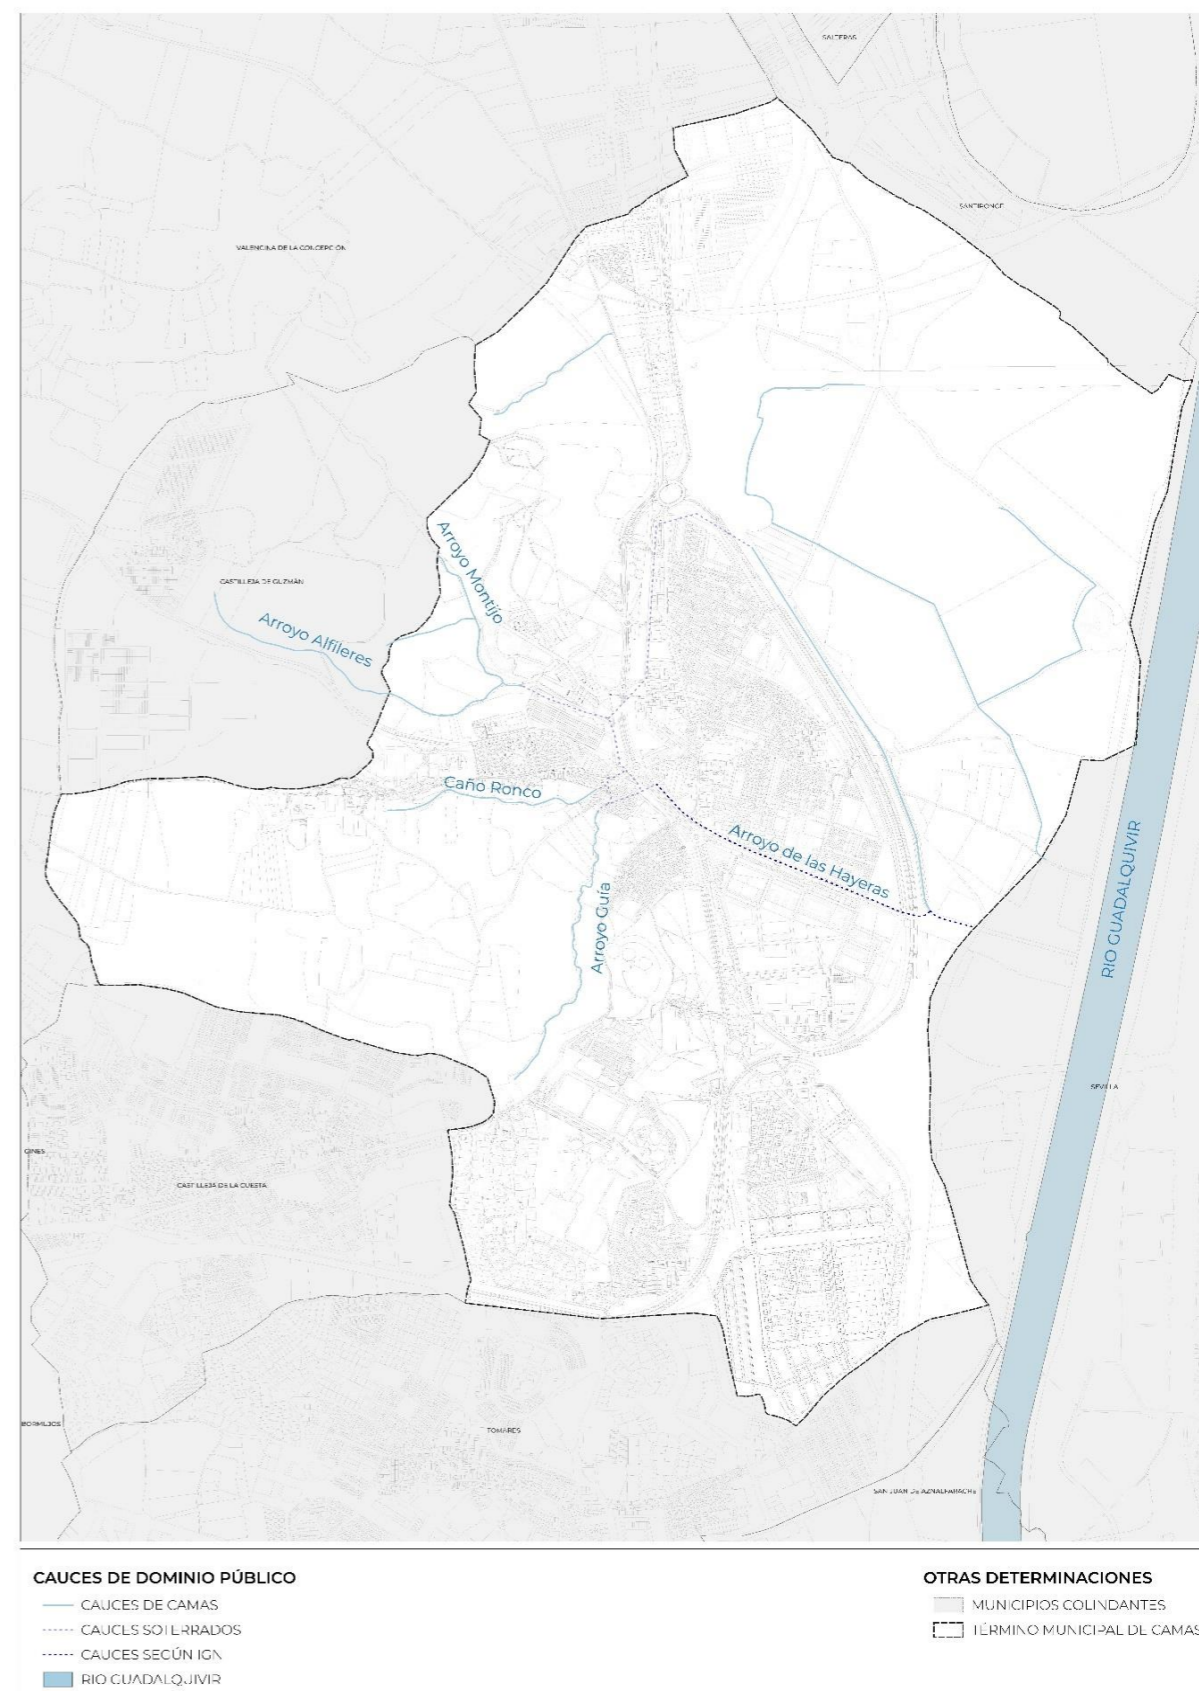 SALTERAS
SANTIPONCE
VALENCINA DE LA CONCEPCIÓN
Arroyo Montijo
CASTILLEJA DE GUZMÁN
Arroyo Alfileres
Caño Ronco
Arroyo de las Hayeras
Arroyo Guía
RIO GUADALQUIVIR
SEVILLA
GINES
CASTILLEJA DE LA CUESTA
BORMUJOS
TOMARES
SAN JUAN DE AZNALFARACHE
CAUCES DE DOMINIO PÚBLICO
CAUCES DE CAMAS
CAUCES SOTERRADOS
CAUCES SEGÚN IGN
RIO GUADALQUIVIR
OTRAS DETERMINACIONES
MUNICIPIOS COLINDANTES
TÉRMINO MUNICIPAL DE CAMAS